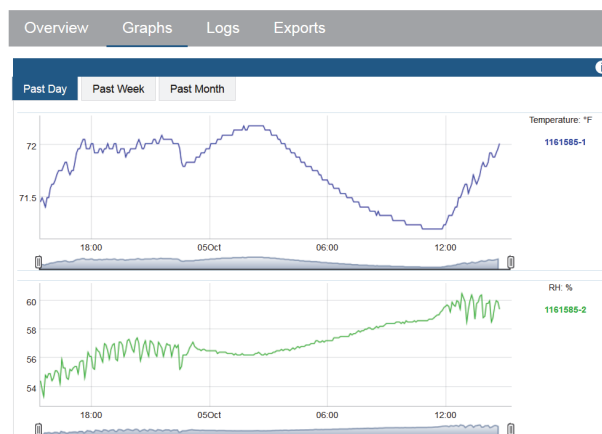 Overview Graphs Logs Exports
Past Day Past Week Past Month
Temperature: °F
1161585-1
72
71.5
18:00 05Oct 06:00 12:00
RH: %
1161585-2
60
58
56
54
18:00 05Oct 06:00 12:00